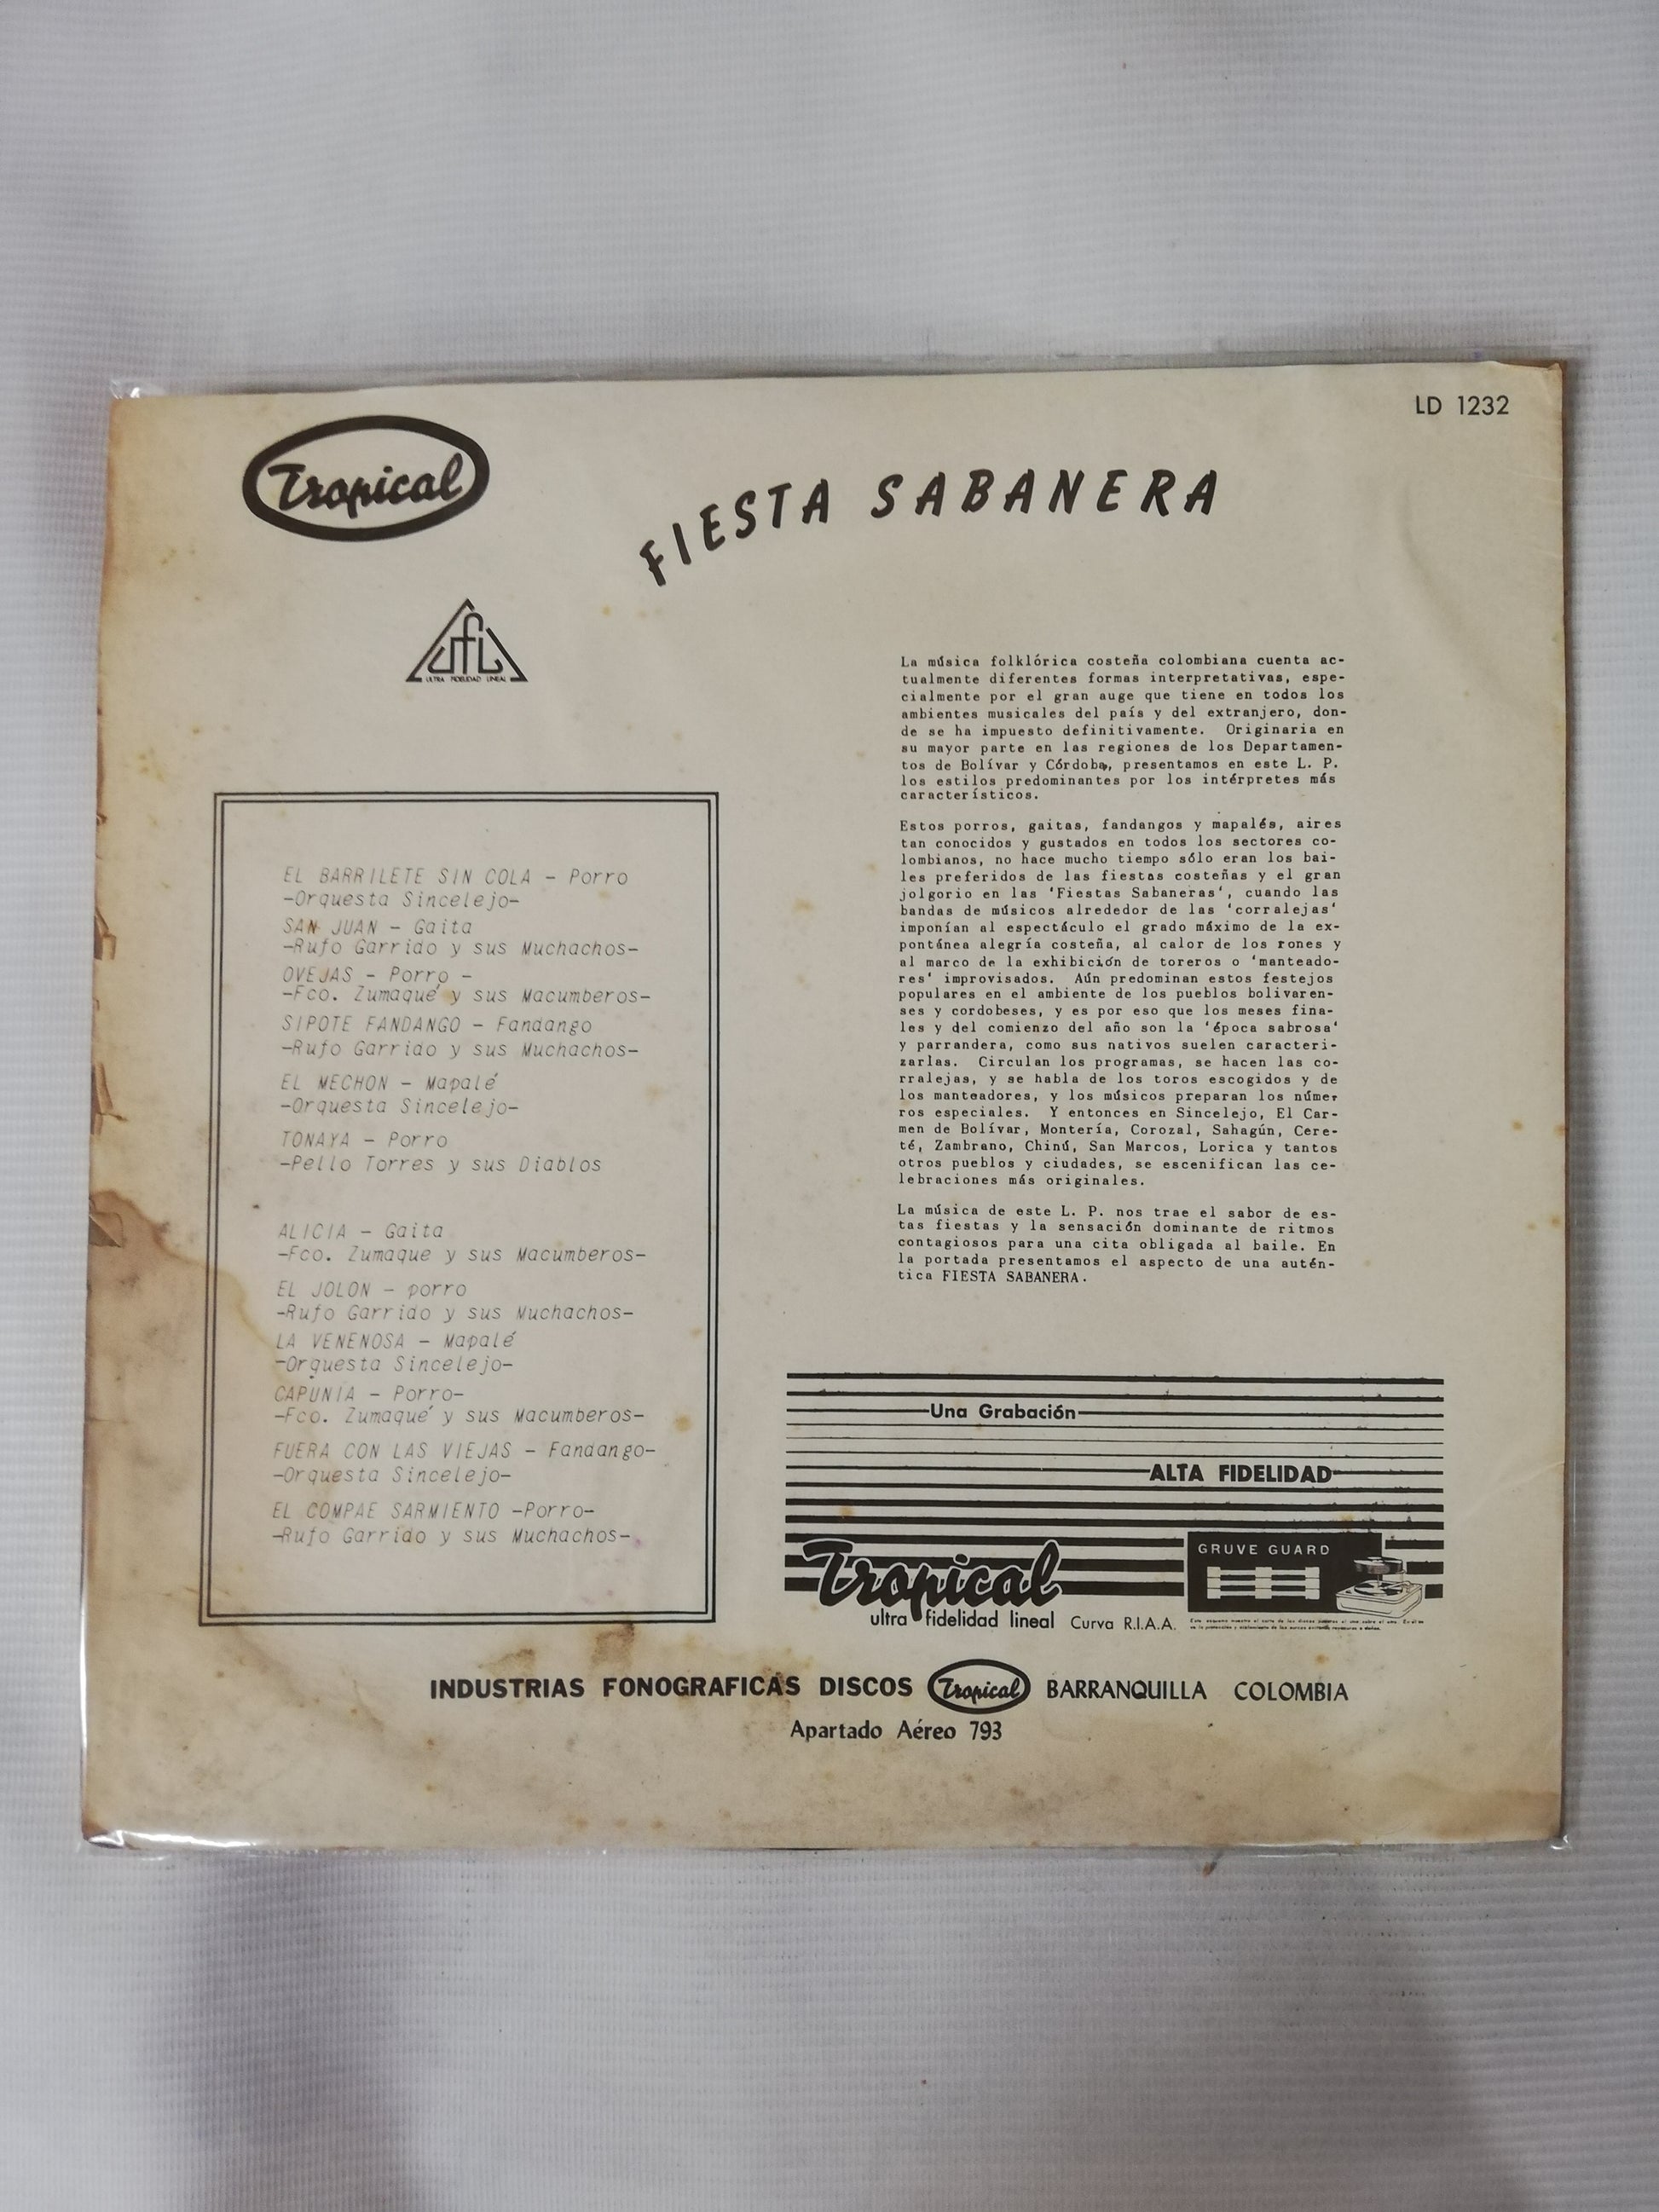 LD 1232
Tropical
FIESTA SABANERA
UFL
ULTRA FIDELIDAD LINEAL
EL BARRILETE SIN COLA - Porro
-Orquesta Sincelejo-
SAN JUAN - Gaita
-Rufo Garrido y sus Muchachos-
OVEJAS - Porro -
-Fco. Zumaqué y sus Macumberos-
SIPOTE FANDANGO - Fandango
-Rufo Garrido y sus Muchachos-
EL MECHON - Mapalé
-Orquesta Sincelejo-
TONAYA - Porro
-Pello Torres y sus Diablos
ALICIA - Gaita
-Fco. Zumaque y sus Macumberos-
EL JOLON - porro
-Rufo Garrido y sus Muchachos-
LA VENENOSA - Mapalé
-Orquesta Sincelejo-
CAPUNIA - Porro-
-Fco. Zumaqué y sus Macumberos-
FUERA CON LAS VIEJAS - Fandango-
-Orquesta Sincelejo-
EL COMPAE SARMIENTO -Porro-
-Rufo Garrido y sus Muchachos-
La música folklórica costeña colombiana cuenta ac-
tualmente diferentes formas interpretativas, espe-
cialmente por el gran auge que tiene en todos los
ambientes musicales del país y del extranjero, don-
de se ha impuesto definitivamente. Originaria en
su mayor parte en las regiones de los Departamen-
tos de Bolívar y Córdoba, presentamos en este L. P.
los estilos predominantes por los intérpretes más
característicos.
Estos porros, gaitas, fandangos y mapalés, aires
tan conocidos y gustados en todos los sectores co-
lombianos, no hace mucho tiempo sólo eran los bai-
les preferidos de las fiestas costeñas y el gran
jolgorio en las 'Fiestas Sabaneras', cuando las
bandas de músicos alrededor de las 'corralejas'
imponían al espectáculo el grado máximo de la ex-
pontánea alegría costeña, al calor de los rones y
al marco de la exhibición de toreros o 'manteado-
res' improvisados. Aún predominan estos festejos
populares en el ambiente de los pueblos bolivaren-
ses y cordobeses, y es por eso que los meses fina-
les y del comienzo del año son la 'época sabrosa'
y parrandera, como sus nativos suelen caracteri-
zarlas. Circulan los programas, se hacen las co-
rralejas, y se habla de los toros escogidos y de
los manteadores, y los músicos preparan los núme-
ros especiales. Y entonces en Sincelejo, El Car-
men de Bolívar, Montería, Corozal, Sahagún, Cere-
té, Zambrano, Chinú, San Marcos, Lorica y tantos
otros pueblos y ciudades, se escenifican las ce-
lebraciones más originales.
La música de este L. P. nos trae el sabor de es-
tas fiestas y la sensación dominante de ritmos
contagiosos para una cita obligada al baile. En
la portada presentamos el aspecto de una autén-
tica FIESTA SABANERA.
Una Grabación
ALTA FIDELIDAD
Tropical
ultra fidelidad lineal Curva R.I.A.A.
GRUVE GUARD
INDUSTRIAS FONOGRAFICAS DISCOS Tropical BARRANQUILLA COLOMBIA
Apartado Aéreo 793